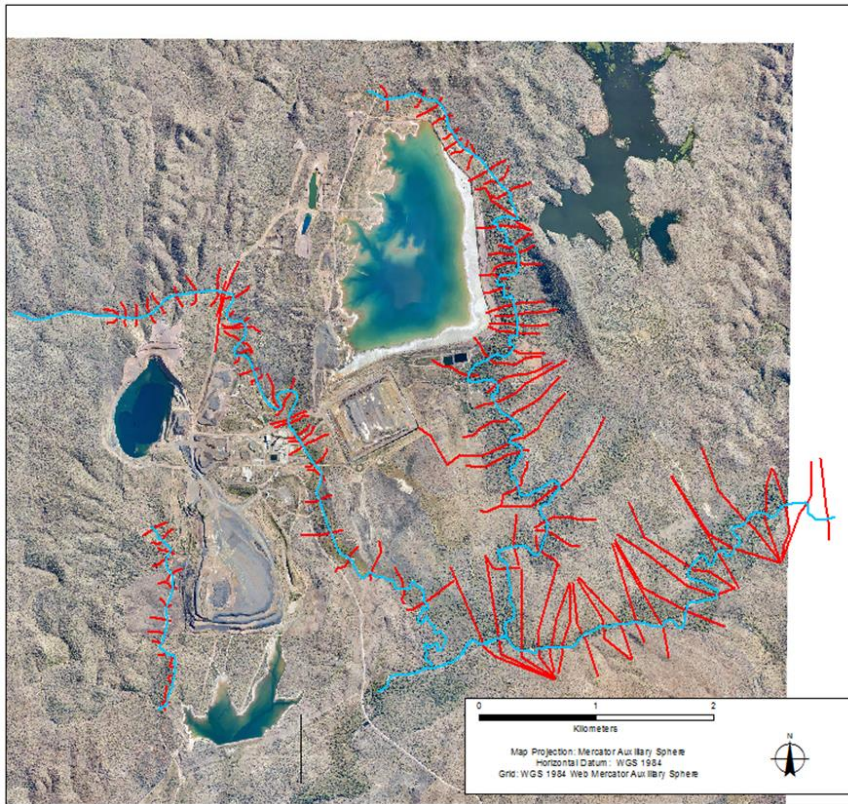 0 1 2
Kilometers
Map Projection: Mercator Auxiliary Sphere
Horizontal Datum: WGS 1984
Grid: WGS 1984 Web Mercator Auxiliary Sphere
N